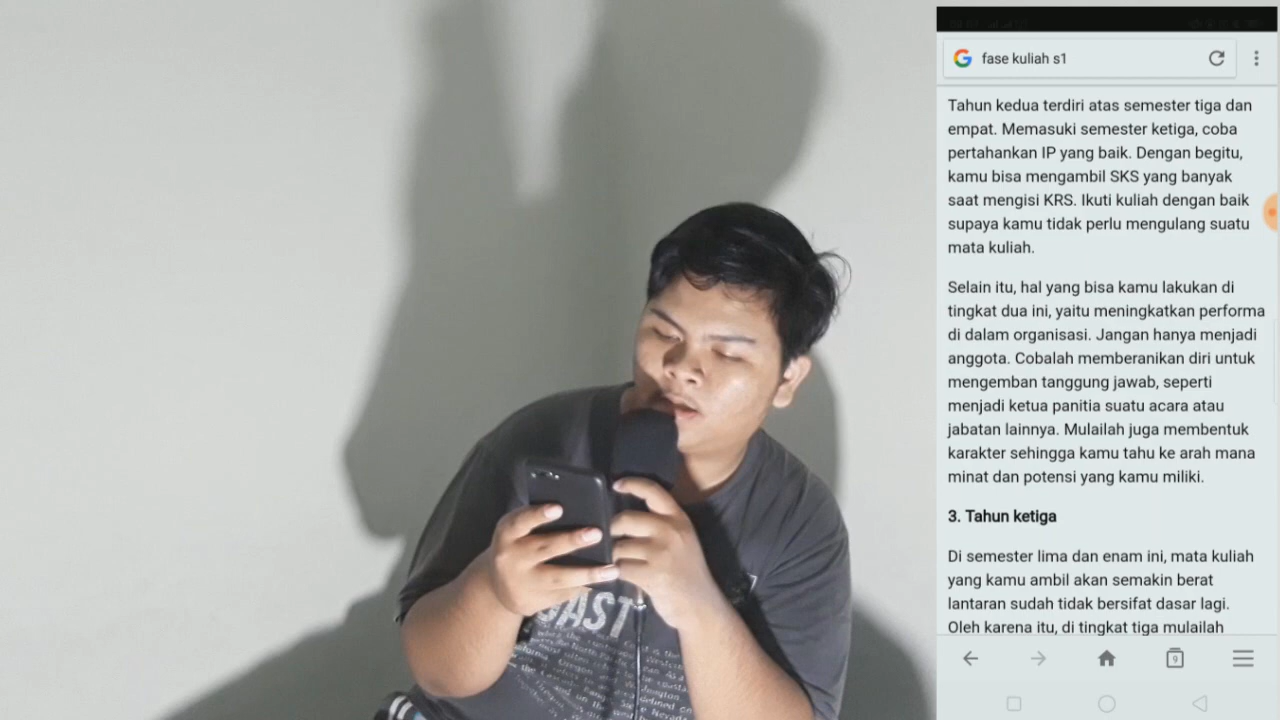 fase kuliah s1
Tahun kedua terdiri atas semester tiga dan
empat. Memasuki semester ketiga, coba
pertahankan IP yang baik. Dengan begitu,
kamu bisa mengambil SKS yang banyak
saat mengisi KRS. Ikuti kuliah dengan baik
supaya kamu tidak perlu mengulang suatu
mata kuliah.
Selain itu, hal yang bisa kamu lakukan di
tingkat dua ini, yaitu meningkatkan performa
di dalam organisasi. Jangan hanya menjadi
anggota. Cobalah memberanikan diri untuk
mengemban tanggung jawab, seperti
menjadi ketua panitia suatu acara atau
jabatan lainnya. Mulailah juga membentuk
karakter sehingga kamu tahu ke arah mana
minat dan potensi yang kamu miliki.
3. Tahun ketiga
Di semester lima dan enam ini, mata kuliah
yang kamu ambil akan semakin berat
lantaran sudah tidak bersifat dasar lagi.
Oleh karena itu, di tingkat tiga mulailah
9